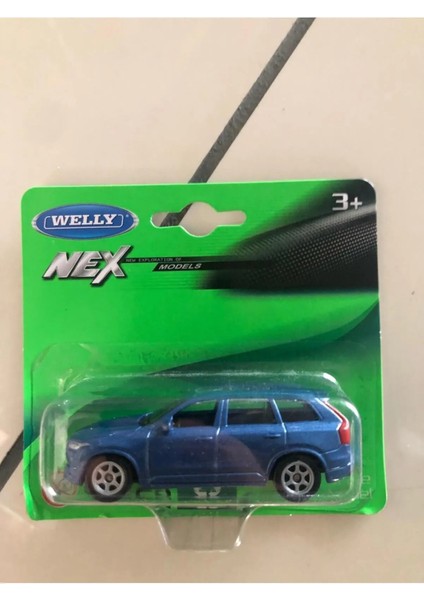 WELLY
3+
NEX
NEW EXPLORATION OF
MODELS